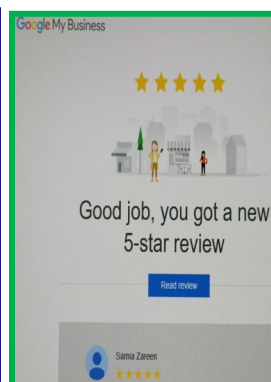 Google My Business
Good job, you got a new
5-star review
Read review
Samia Zareen